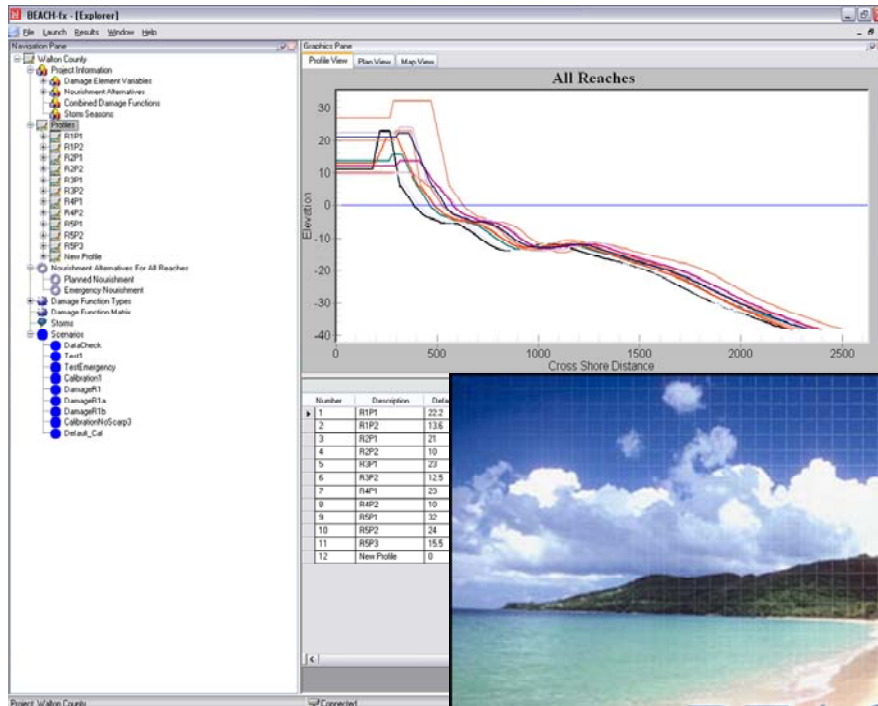 BEACH-fx - [Explorer]
File Launch Results Window Help
Navigation Pane
Walton County
Project Information
Damage Element Variables
Nourishment Alternatives
Combined Damage Functions
Storm Seasons
Profiles
R1P1
R1P2
R2P1
R2P2
R3P1
R3P2
R4P1
R4P2
R5P1
R5P2
R5P3
New Profile
Nourishment Alternatives For All Reaches
Planned Nourishment
Emergency Nourishment
Damage Function Types
Damage Function Matrix
Storms
Scenarios
DataCheck
Test1
TestEmergency
Calibration1
DamageR1
DamageR1a
DamageR1b
CalibrationNoScarp3
Default_Cal
Graphics Pane
Profile View Plan View Map View
All Reaches
Elevation
30
20
10
0
-10
-20
-30
-40
0 500 1000 1500 2000 2500
Cross Shore Distance
Number Description Defa
1 R1P1 22.2
2 R1P2 13.6
3 R2P1 21
4 R2P2 10
5 R3P1 23
6 R3P2 12.5
7 R4P1 23
8 R4P2 10
9 R5P1 32
10 R5P2 24
11 R5P3 15.5
12 New Profile 0
Project: Walton County
Connected